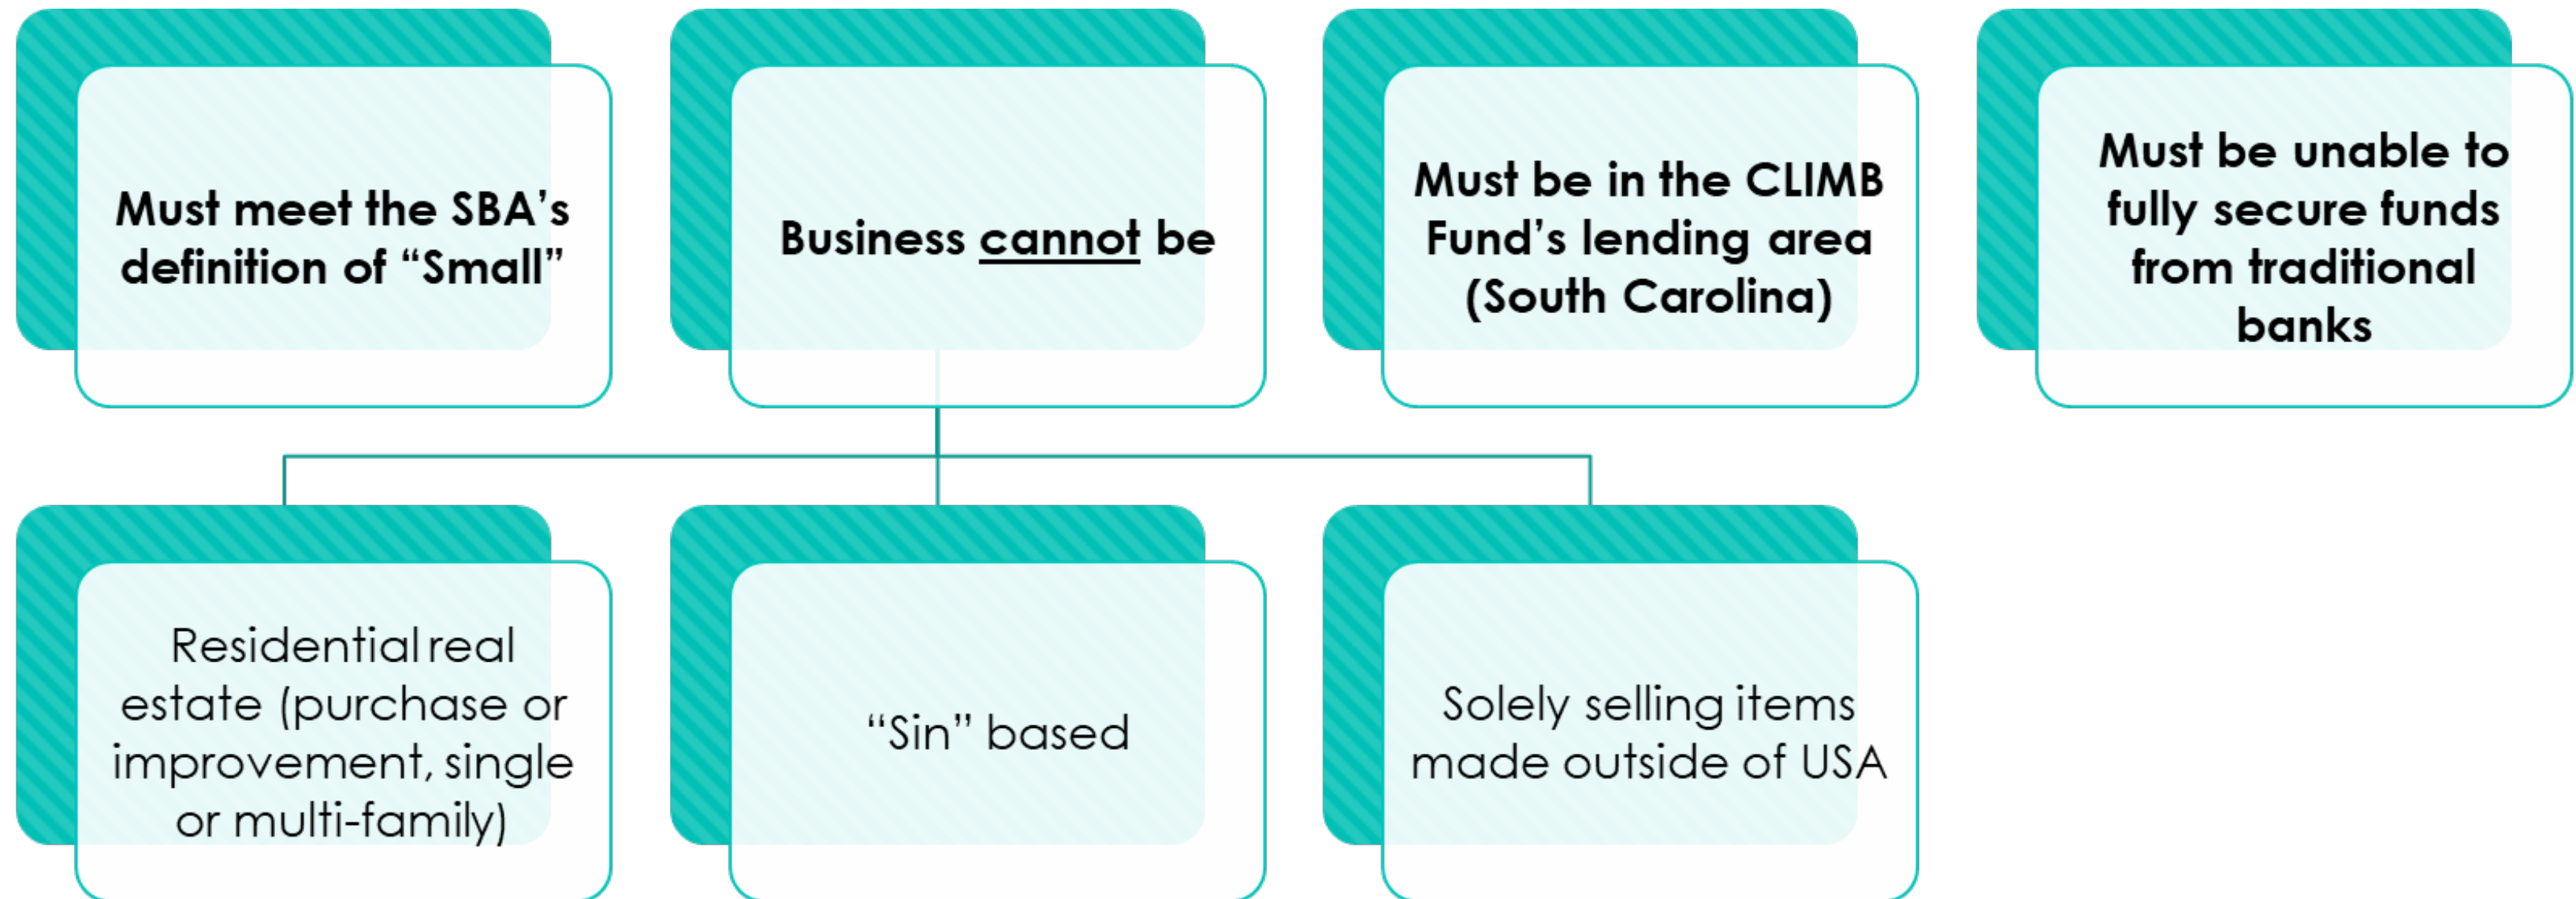 Must meet the SBA’s
definition of “Small”
Business cannot be
Must be in the CLIMB
Fund’s lending area
(South Carolina)
Must be unable to
fully secure funds
from traditional
banks
Residential real
estate (purchase or
improvement, single
or multi-family)
“Sin” based
Solely selling items
made outside of USA